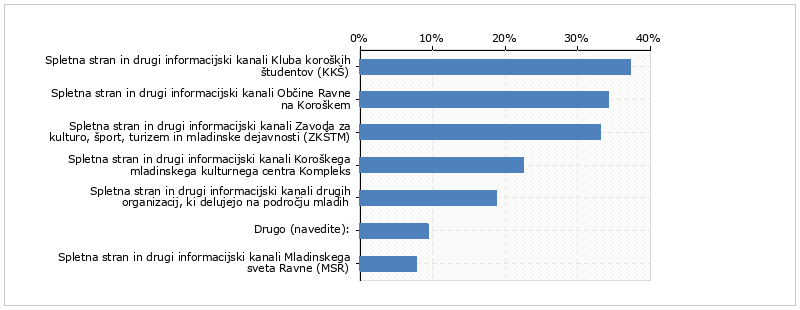 0% 10% 20% 30% 40%
Spletna stran in drugi informacijski kanali Kluba koroških
študentov (KKŠ)
Spletna stran in drugi informacijski kanali Občine Ravne
na Koroškem
Spletna stran in drugi informacijski kanali Zavoda za
kulturo, šport, turizem in mladinske dejavnosti (ZKŠTM)
Spletna stran in drugi informacijski kanali Koroškega
mladinskega kulturnega centra Kompleks
Spletna stran in drugi informacijski kanali drugih
organizacij, ki delujejo na področju mladih
Drugo (navedite):
Spletna stran in drugi informacijski kanali Mladinskega
sveta Ravne (MSR)